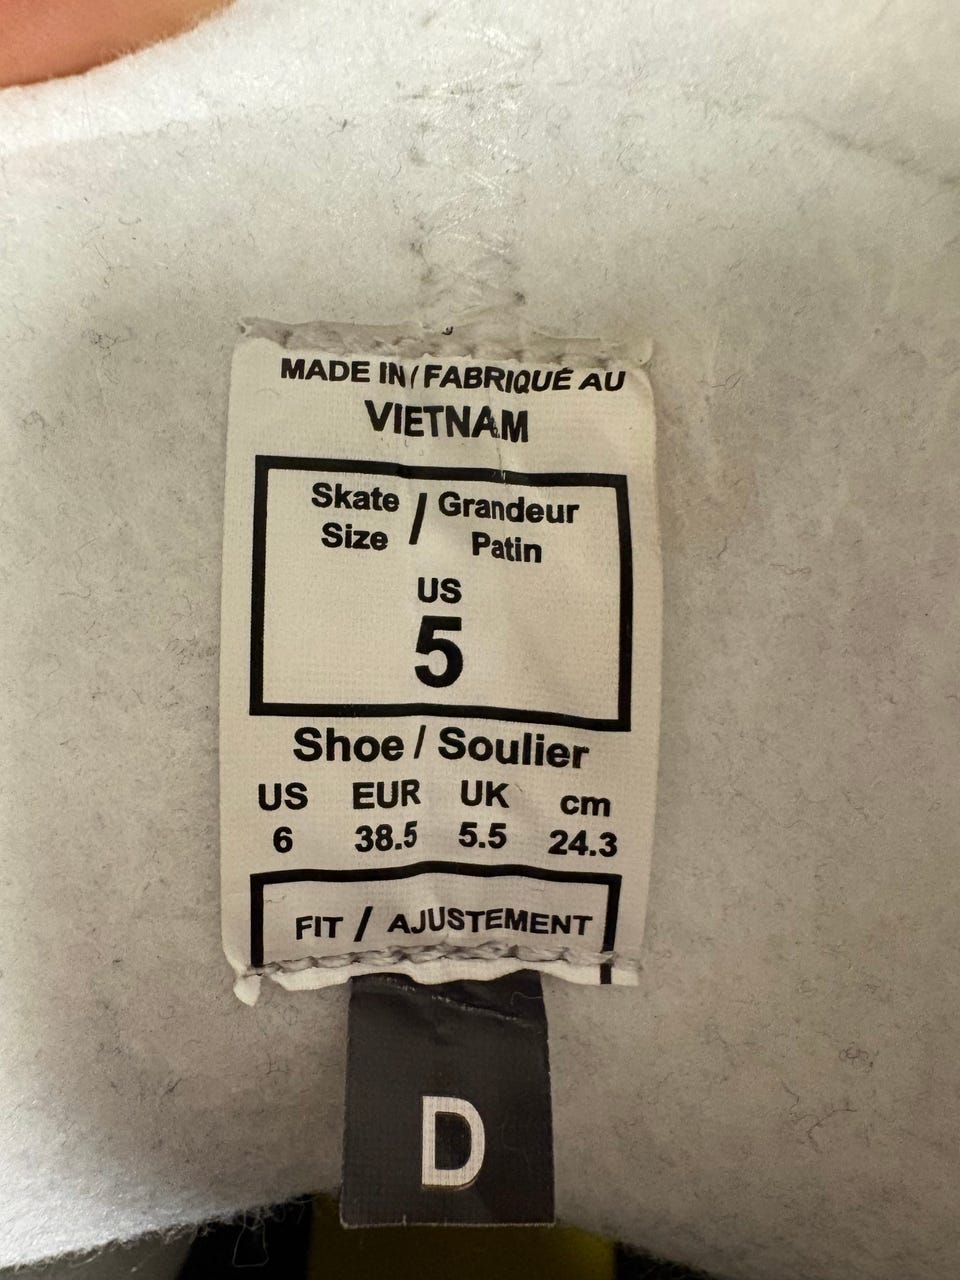 MADE IN / FABRIQUÉ AU
VIETNAM
Skate Size / Grandeur Patin
US
5
Shoe / Soulier
US EUR UK cm
6 38.5 5.5 24.3
FIT / AJUSTEMENT
D